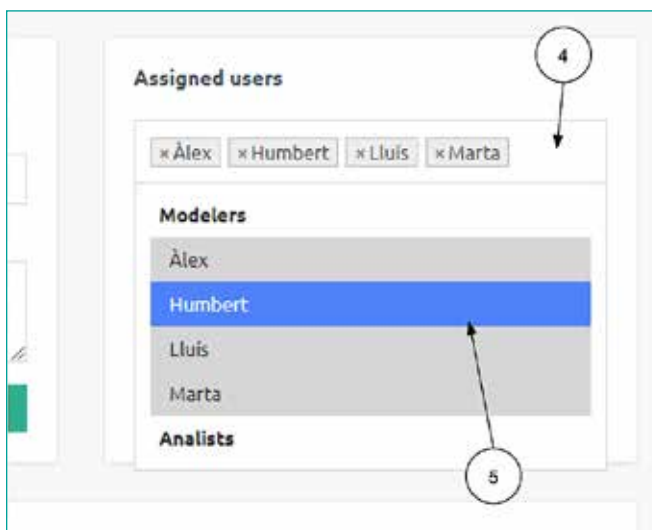 4
Assigned users
×Àlex ×Humbert ×Lluís ×Marta
Modelers
Àlex
Humbert
Lluís
Marta
Analists
5